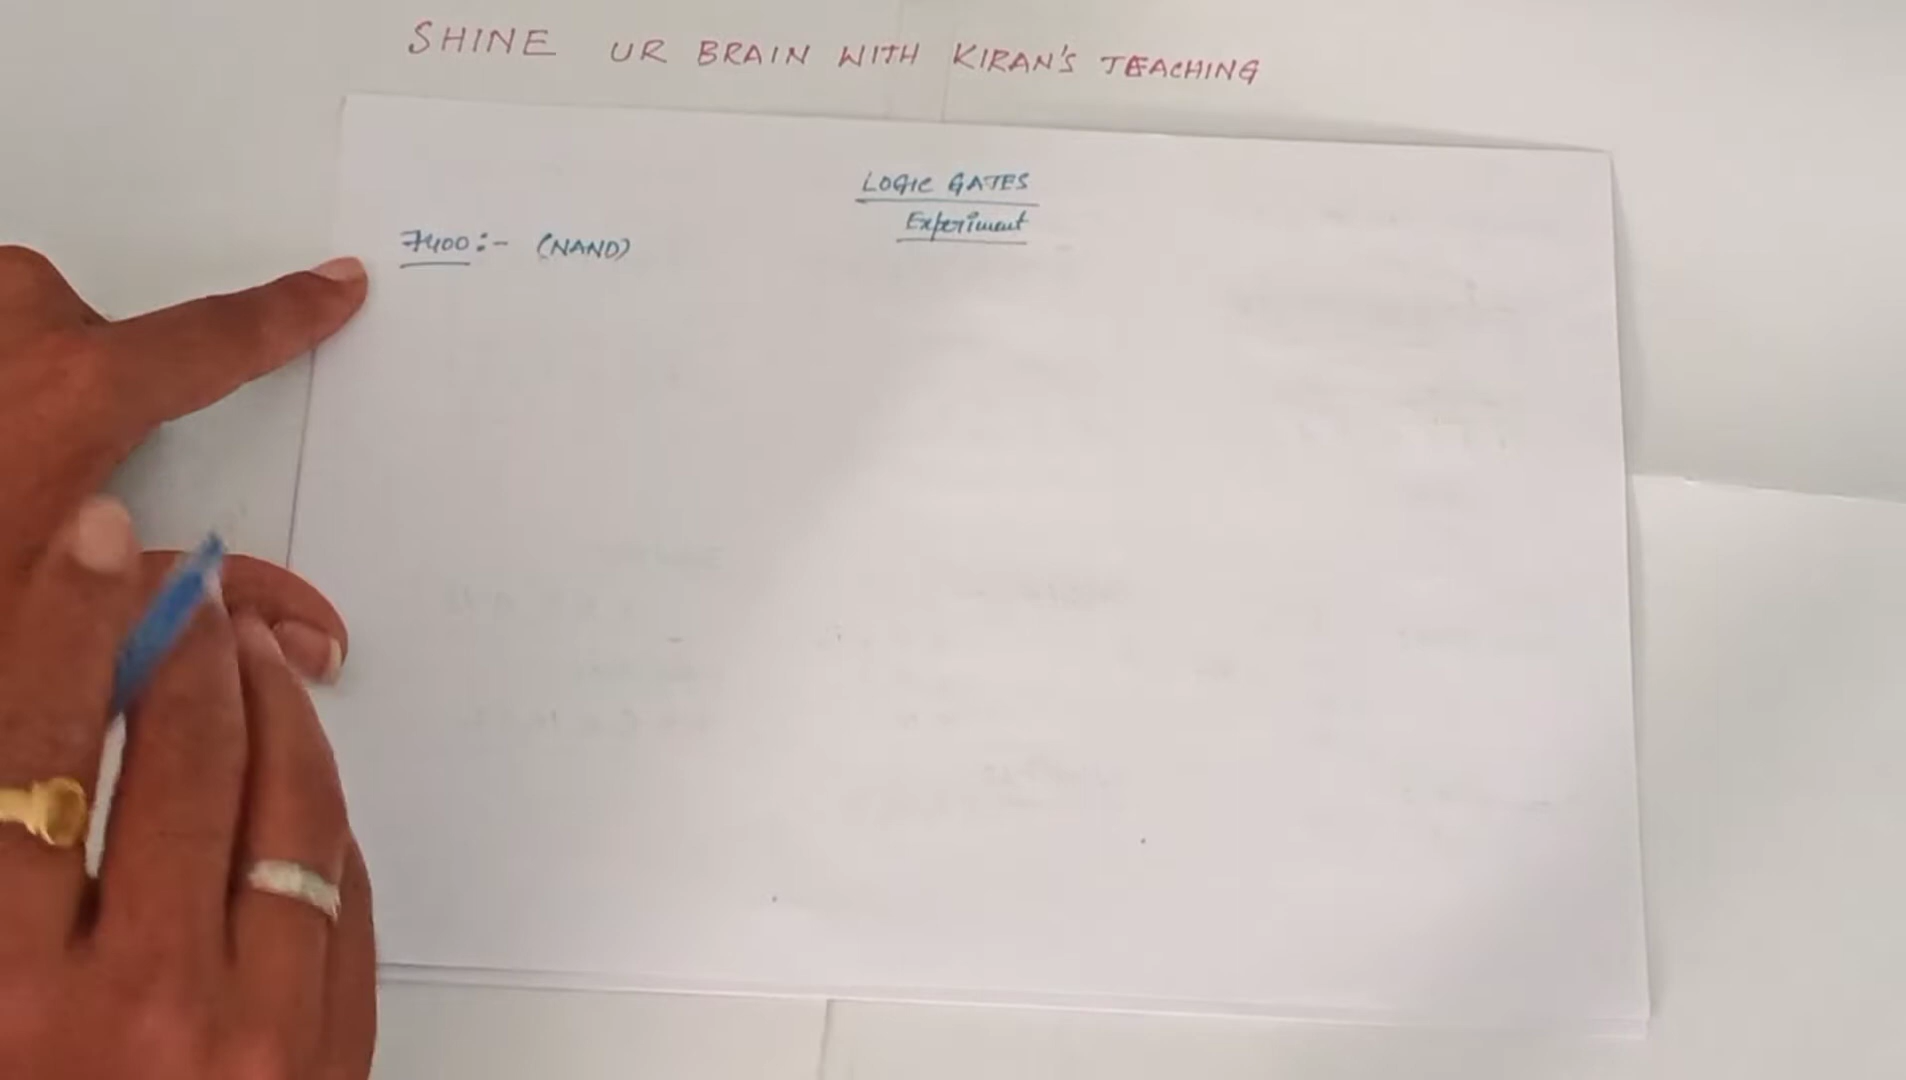 SHINE UR BRAIN WITH KIRAN'S TEACHING
LOGIC GATES
Experiment
7400:- (NAND)